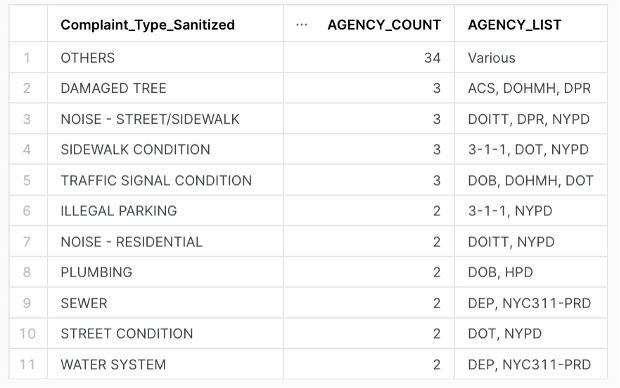 Complaint_Type_Sanitized ··· AGENCY_COUNT AGENCY_LIST
1 OTHERS 34 Various
2 DAMAGED TREE 3 ACS, DOHMH, DPR
3 NOISE - STREET/SIDEWALK 3 DOITT, DPR, NYPD
4 SIDEWALK CONDITION 3 3-1-1, DOT, NYPD
5 TRAFFIC SIGNAL CONDITION 3 DOB, DOHMH, DOT
6 ILLEGAL PARKING 2 3-1-1, NYPD
7 NOISE - RESIDENTIAL 2 DOITT, NYPD
8 PLUMBING 2 DOB, HPD
9 SEWER 2 DEP, NYC311-PRD
10 STREET CONDITION 2 DOT, NYPD
11 WATER SYSTEM 2 DEP, NYC311-PRD